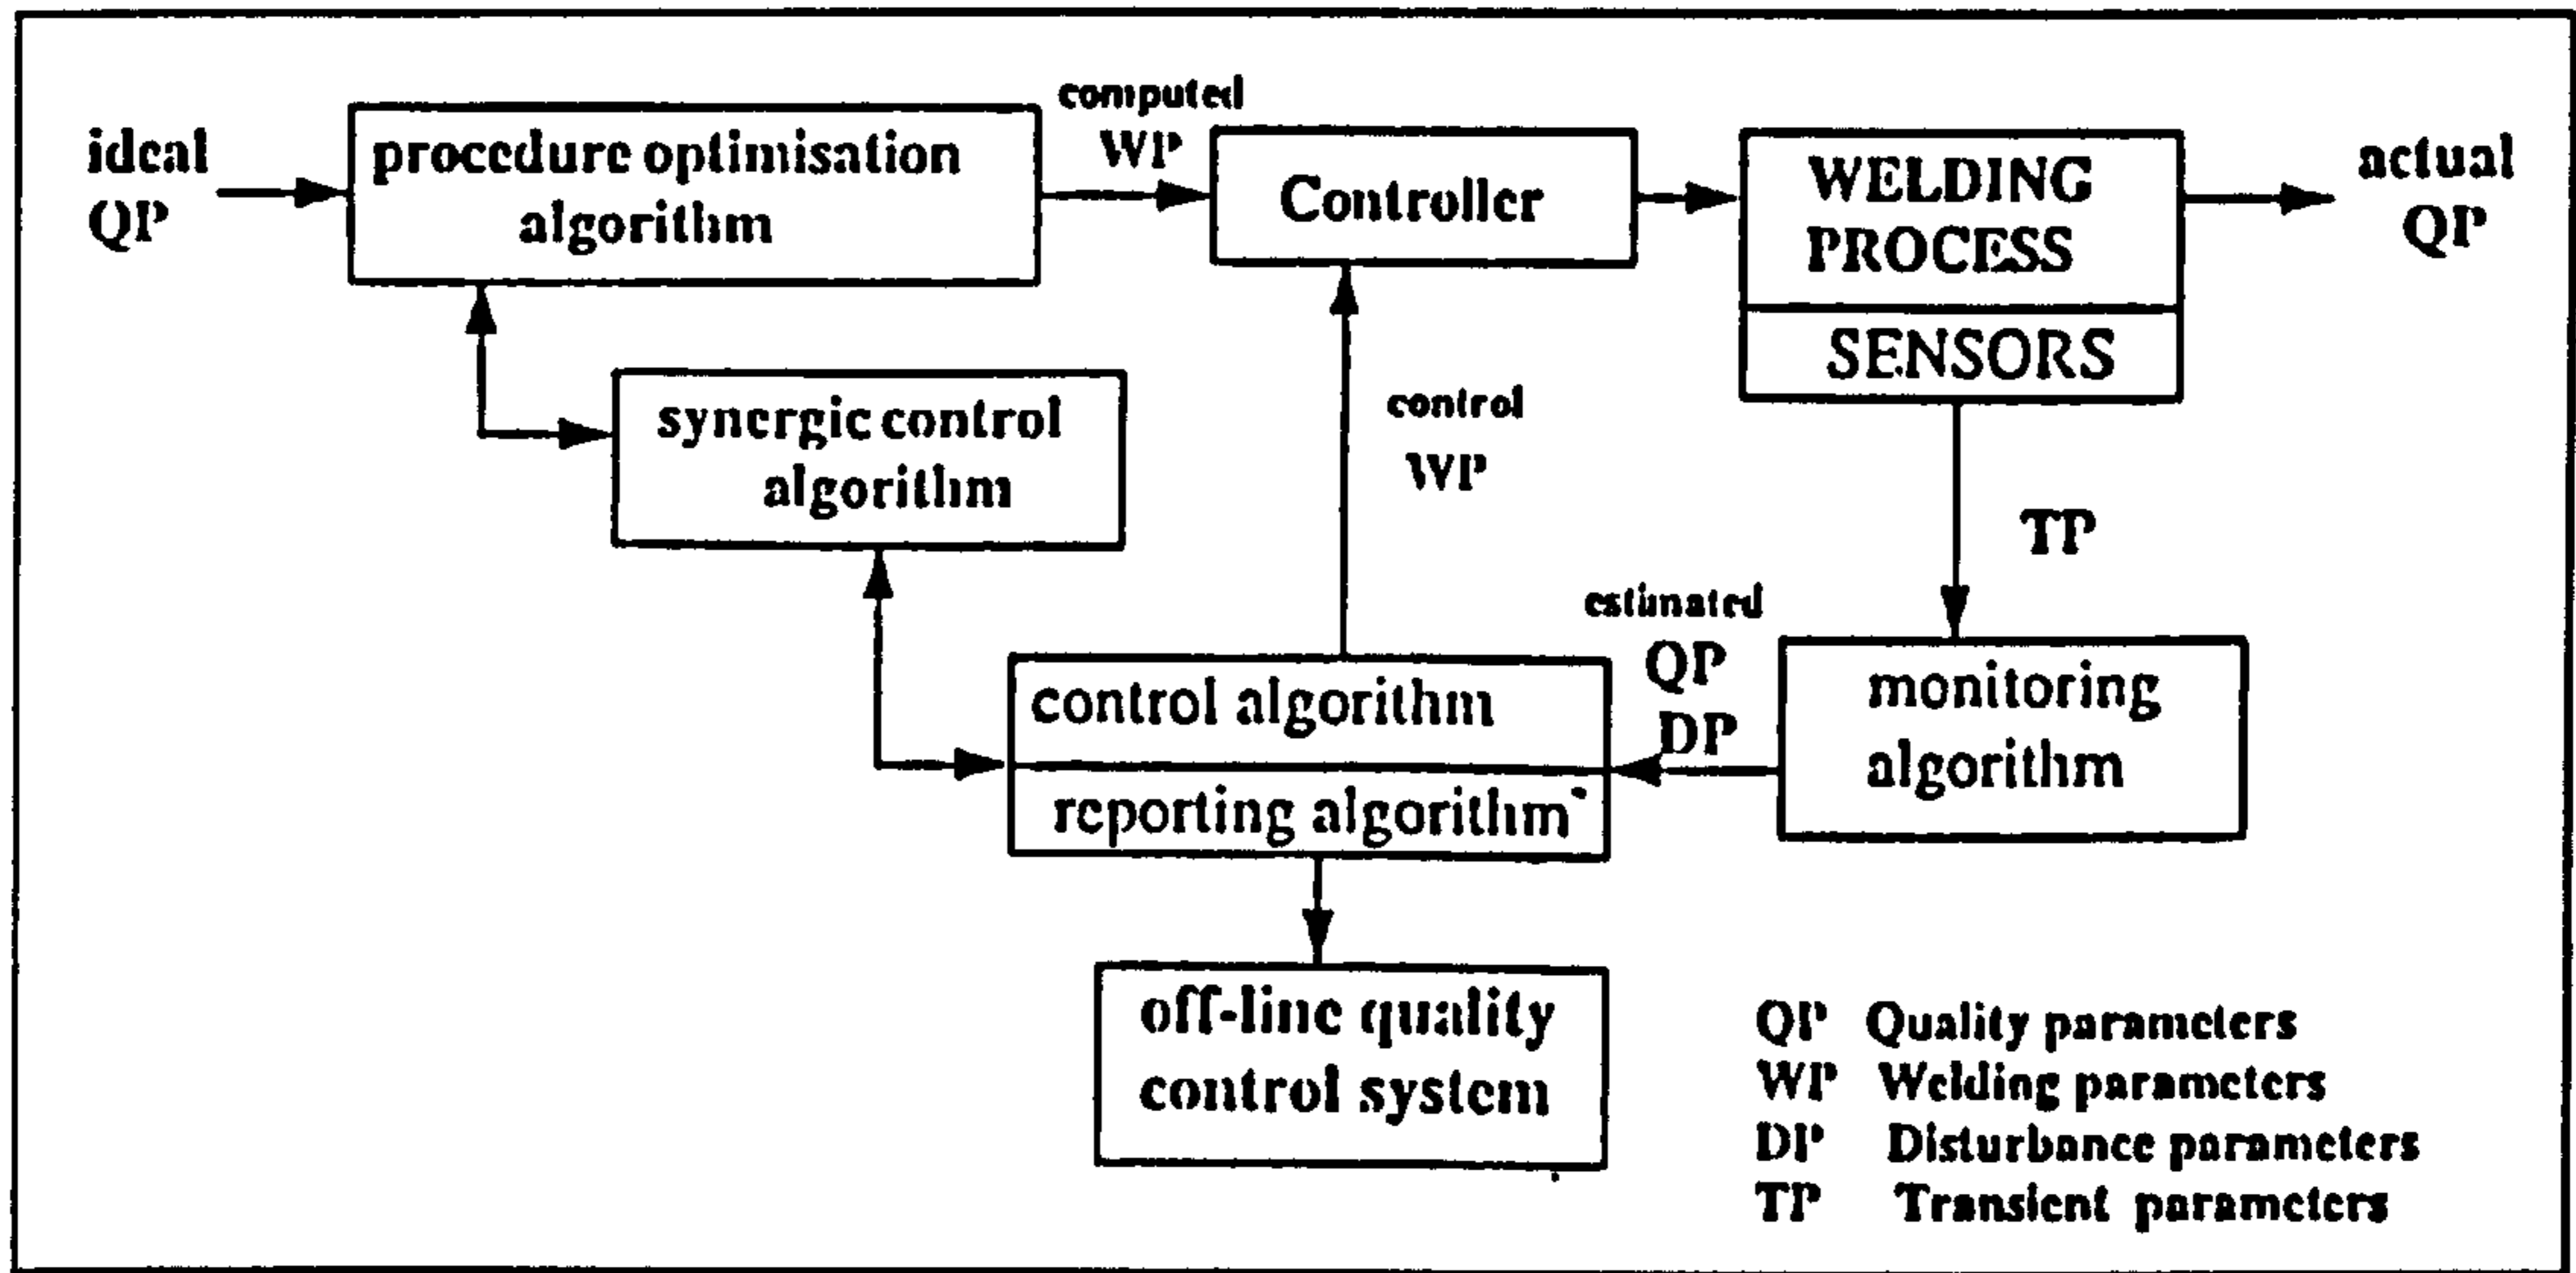 ideal
QP
procedure optimisation
algorithm
computed
WP
Controller
WELDING
PROCESS
SENSORS
actual
QP
synergic control
algorithm
control
WP
TP
estimated
QP
DP
control algorithm
reporting algorithm
monitoring
algorithm
off-line quality
control system
QP Quality parameters
WP Welding parameters
DP Disturbance parameters
TP Transient parameters